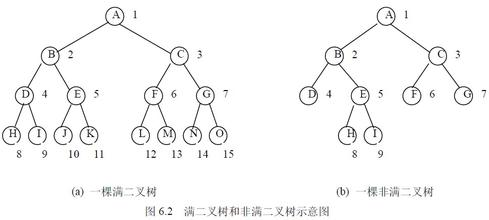 A 1 A 1
B 2 C 3 B 2 C 3
D 4 E 5 F 6 G 7 D 4 E 5 F 6 G 7
H I J K L M N O H I
8 9 10 11 12 13 14 15 8 9
(a) 一棵满二叉树 (b) 一棵非满二叉树
图 6.2 满二叉树和非满二叉树示意图